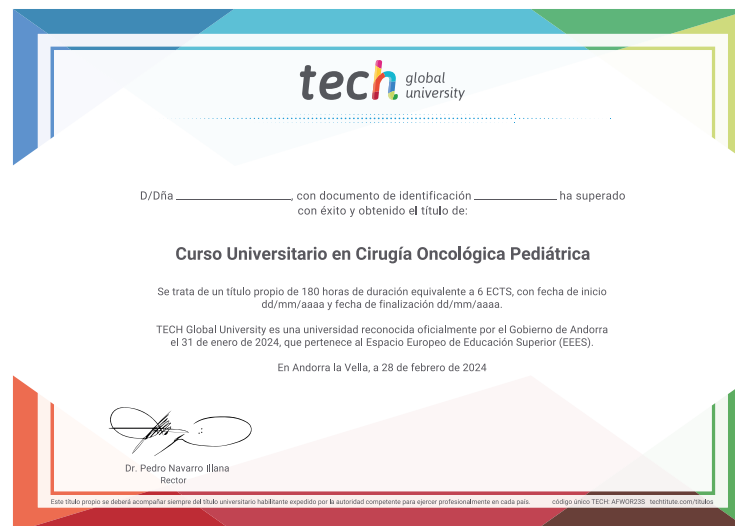 tech global university
D/Dña ________________, con documento de identificación ____________ ha superado
con éxito y obtenido el título de:
Curso Universitario en Cirugía Oncológica Pediátrica
Se trata de un título propio de 180 horas de duración equivalente a 6 ECTS, con fecha de inicio
dd/mm/aaaa y fecha de finalización dd/mm/aaaa.
TECH Global University es una universidad reconocida oficialmente por el Gobierno de Andorra
el 31 de enero de 2024, que pertenece al Espacio Europeo de Educación Superior (EEES).
En Andorra la Vella, a 28 de febrero de 2024
Dr. Pedro Navarro Illana
Rector
Este título propio se deberá acompañar siempre del título universitario habilitante expedido por la autoridad competente para ejercer profesionalmente en cada país. código único TECH: AFWOR23S techtitute.com/titulos